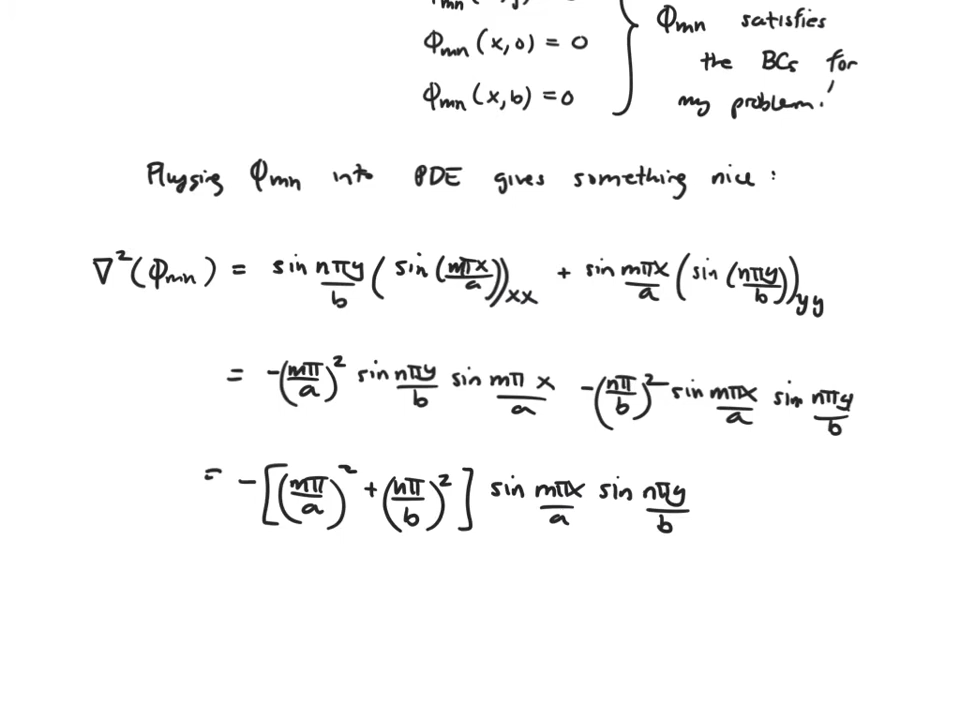 φmn (x, 0) = 0
φmn (x, b) = 0
φmn satisfies
the BCs for
my problem!
Plugging φmn into PDE gives something nice :
∇²(φmn) = sin nπy/b (sin (mπx/a))xx + sin mπx/a (sin (nπy/b))yy
= -(mπ/a)² sin nπy/b sin mπ x/a -(nπ/b)² sin mπx/a sin nπy/b
= -[(mπ/a)² + (nπ/b)²] sin mπx/a sin nπy/b